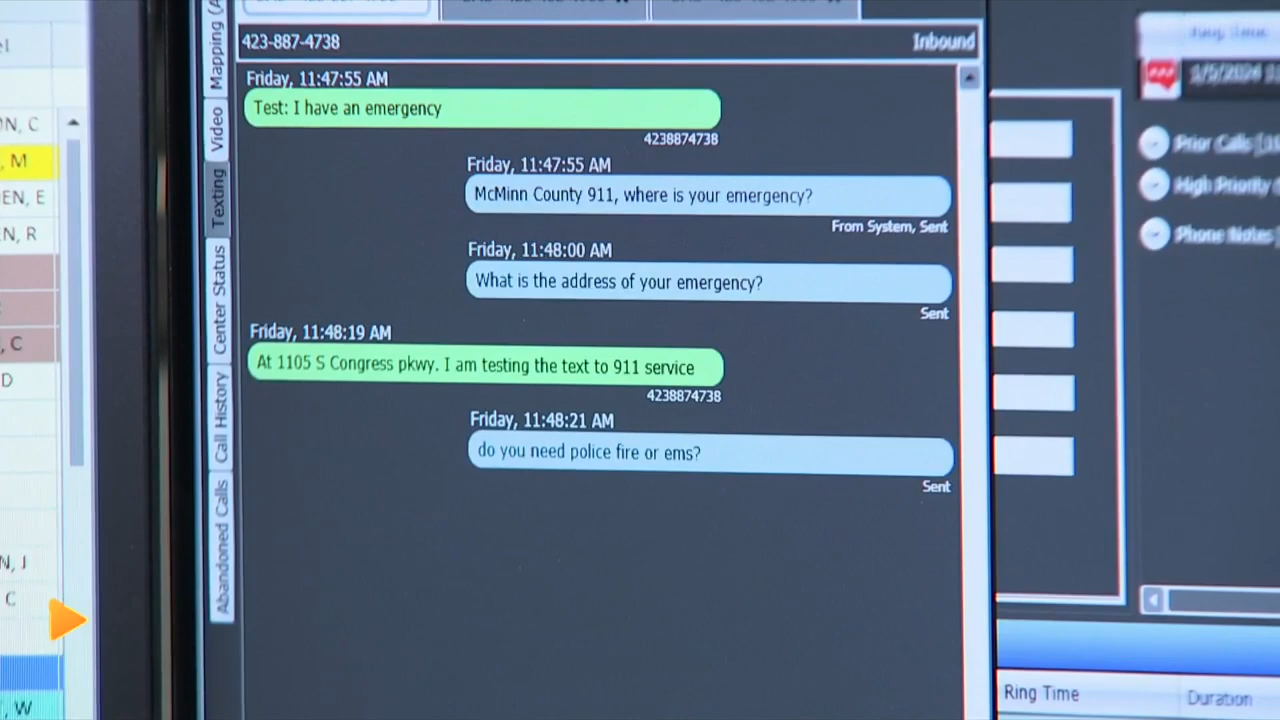 423-887-4738
Inbound
Friday, 11:47:55 AM
Test: I have an emergency
4238874738
Friday, 11:47:55 AM
McMinn County 911, where is your emergency?
From System, Sent
Friday, 11:48:00 AM
What is the address of your emergency?
Sent
Friday, 11:48:19 AM
At 1105 S Congress pkwy. I am testing the text to 911 service
4238874738
Friday, 11:48:21 AM
do you need police fire or ems?
Sent
Mapping (A
Video
Texting
Center Status
Call History
Abandoned Calls
ON, C
, M
EN, E
EN, R
, C
D
N, J
C
, W
Prior Calls
High Priority
Phone Notes
Ring Time
Duration